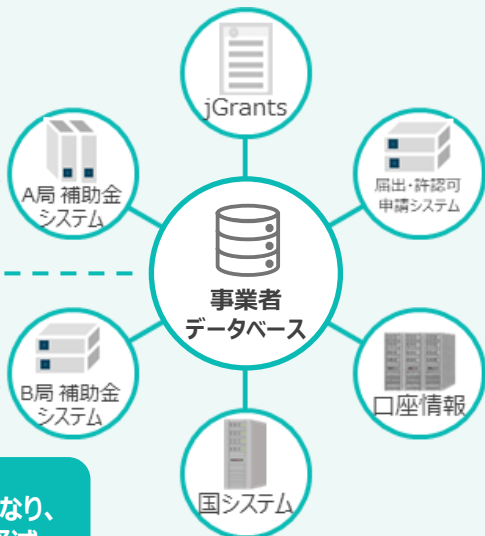 jGrants
A局 補助金
システム
届出・許認可
申請システム
事業者
データベース
B局 補助金
システム
口座情報
国システム
なり、